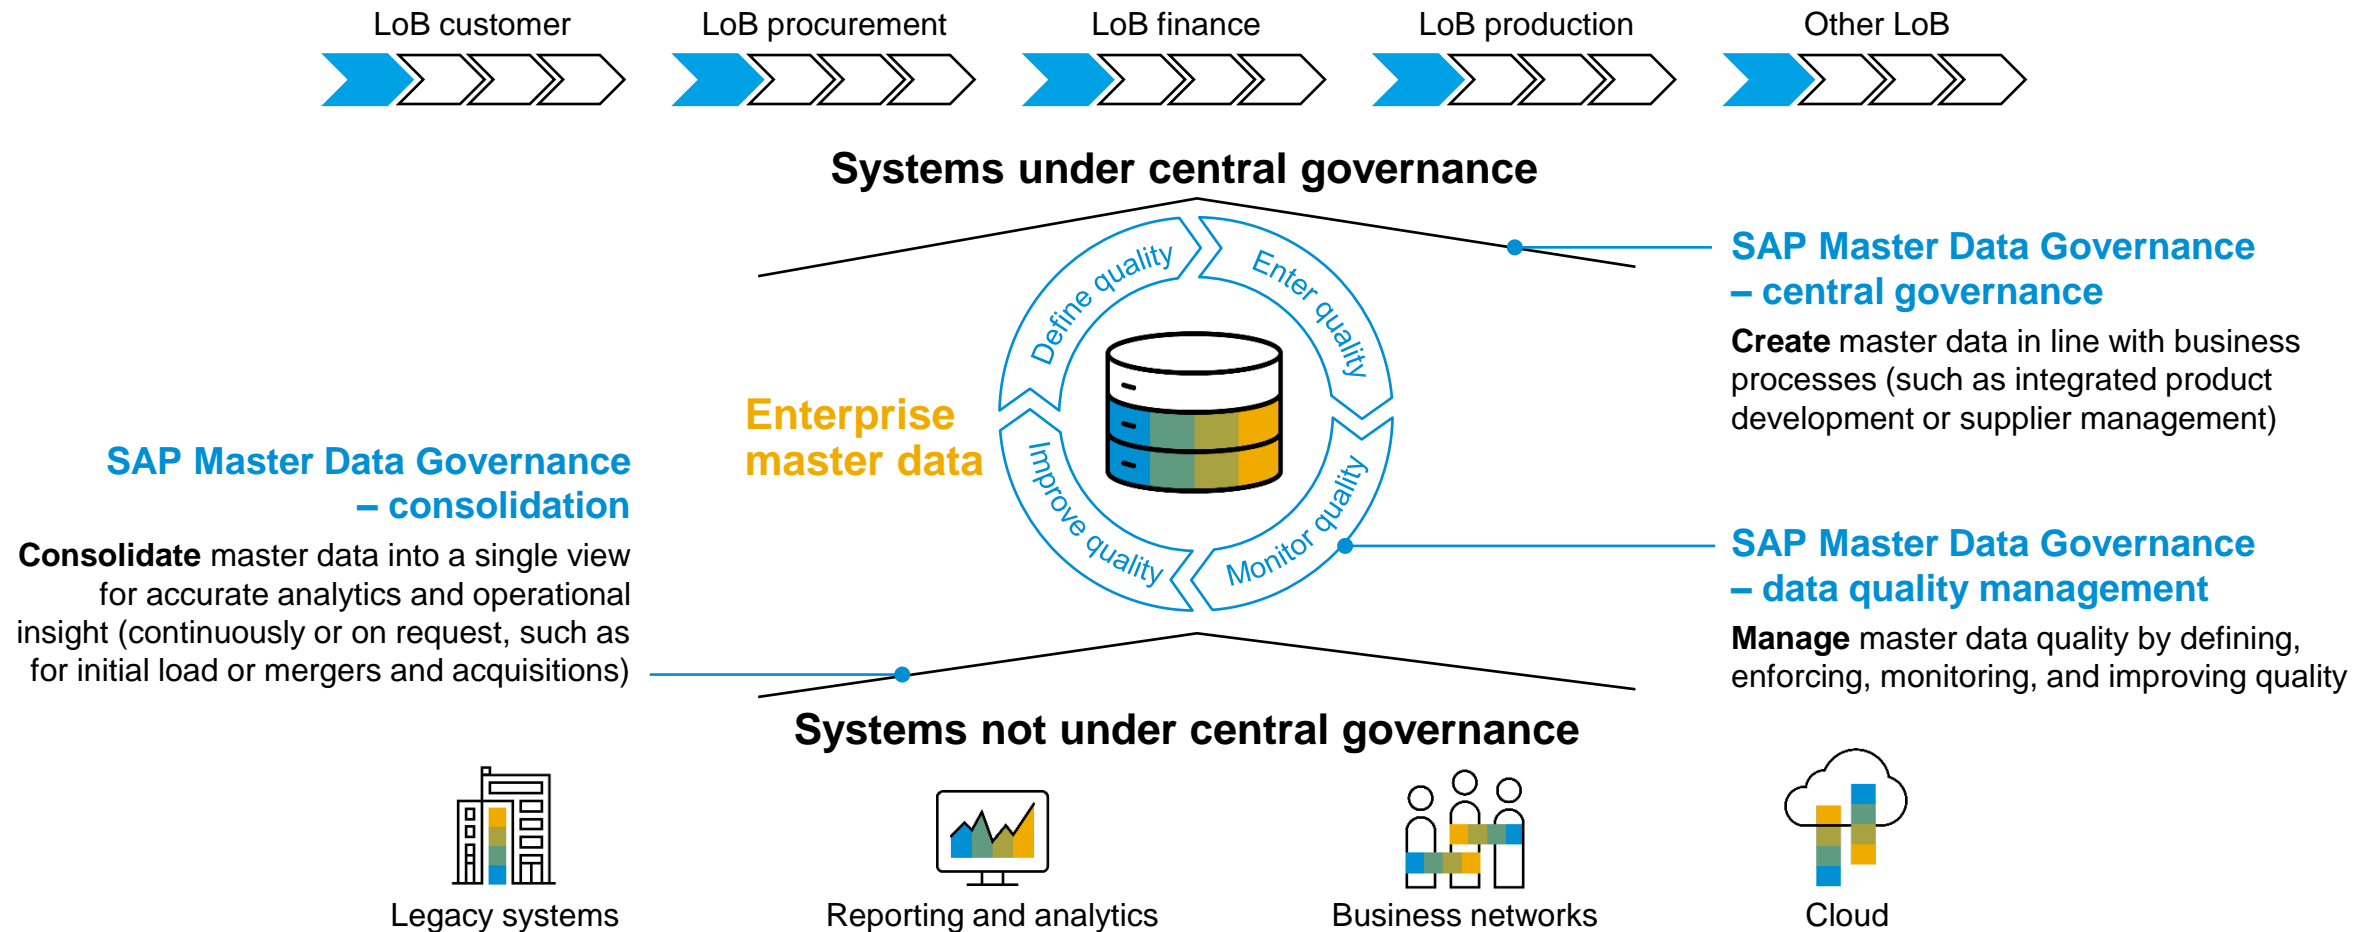 LoB customer
LoB procurement
LoB finance
LoB production
Other LoB
Systems under central governance
Define quality
Enter quality
Improve quality
Monitor quality
Enterprise
master data
SAP Master Data Governance
– central governance
Create master data in line with business
processes (such as integrated product
development or supplier management)
SAP Master Data Governance
– consolidation
Consolidate master data into a single view
for accurate analytics and operational
insight (continuously or on request, such as
for initial load or mergers and acquisitions)
SAP Master Data Governance
– data quality management
Manage master data quality by defining,
enforcing, monitoring, and improving quality
Systems not under central governance
Legacy systems
Reporting and analytics
Business networks
Cloud